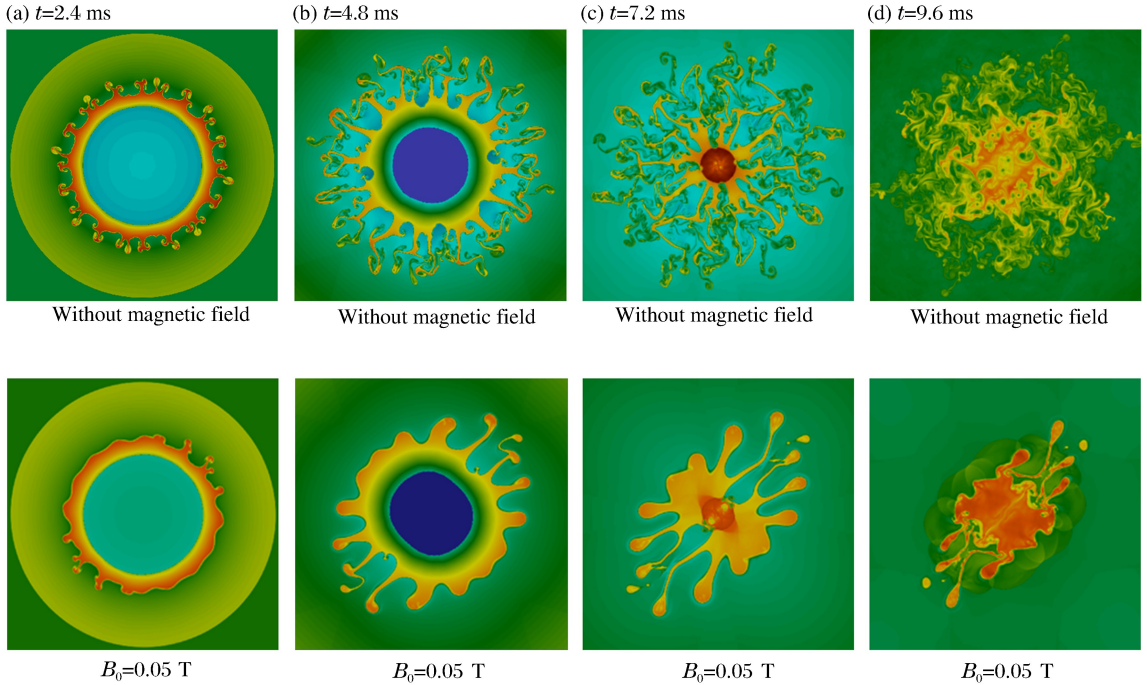 (a) t=2.4 ms
(b) t=4.8 ms
(c) t=7.2 ms
(d) t=9.6 ms
Without magnetic field
Without magnetic field
Without magnetic field
Without magnetic field
B₀=0.05 T
B₀=0.05 T
B₀=0.05 T
B₀=0.05 T